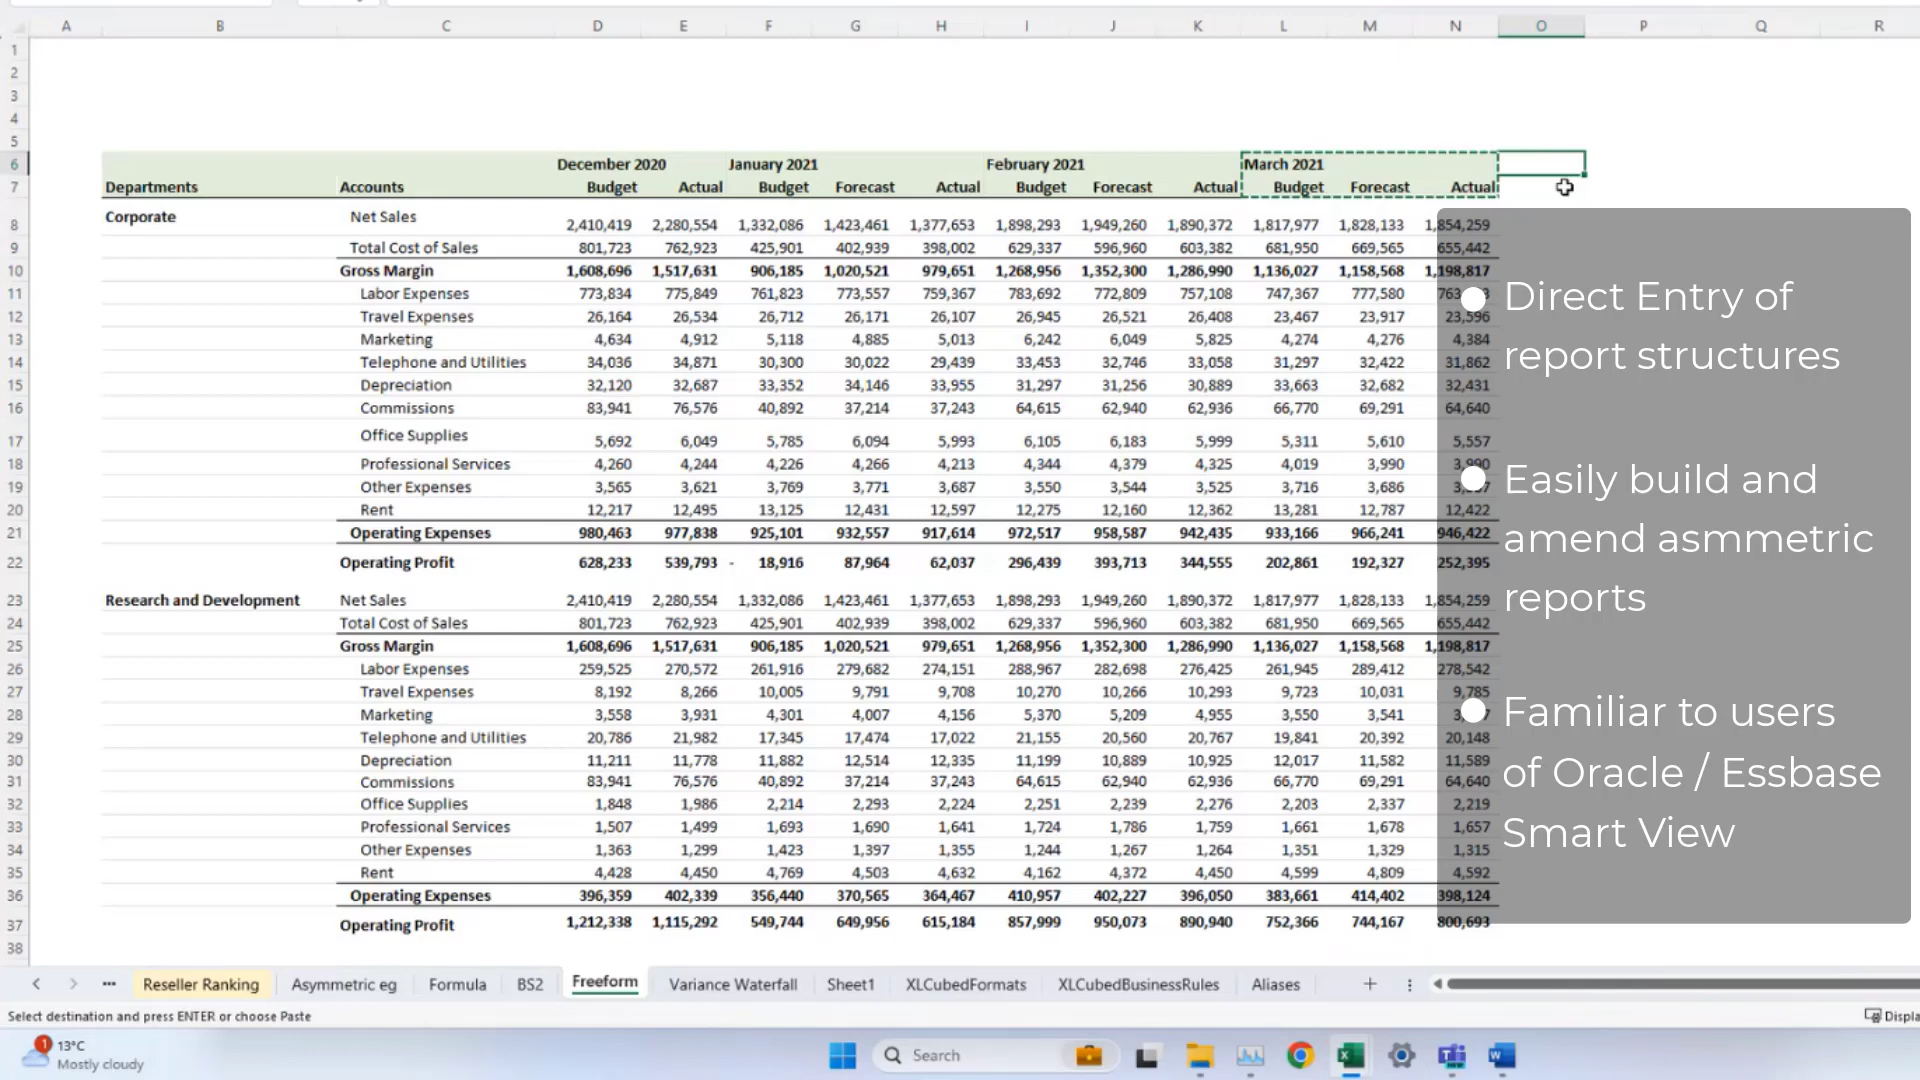 A B C D E F G H I J K L M N O P Q R
1
2
3
4
5
6 December 2020 January 2021 February 2021 March 2021
7 Departments Accounts Budget Actual Budget Forecast Actual Budget Forecast Actual Budget Forecast Actual
8 Corporate Net Sales 2,410,419 2,280,554 1,332,086 1,423,461 1,377,653 1,898,293 1,949,260 1,890,372 1,817,977 1,828,133 1,854,259
9 Total Cost of Sales 801,723 762,923 425,901 402,939 398,002 629,337 596,960 603,382 681,950 669,565 655,442
10 Gross Margin 1,608,696 1,517,631 906,185 1,020,521 979,651 1,268,956 1,352,300 1,286,990 1,136,027 1,158,568 1,198,817
11 Labor Expenses 773,834 775,849 761,823 773,557 759,367 783,692 772,809 757,108 747,367 777,580
12 Travel Expenses 26,164 26,534 26,712 26,171 26,107 26,945 26,521 26,408 23,467 23,917 23,596
13 Marketing 4,634 4,912 5,118 4,885 5,013 6,242 6,049 5,825 4,274 4,276 4,384
14 Telephone and Utilities 34,036 34,871 30,300 30,022 29,439 33,453 32,746 33,058 31,297 32,422 31,862
15 Depreciation 32,120 32,687 33,352 34,146 33,955 31,297 31,256 30,889 33,663 32,682 32,431
16 Commissions 83,941 76,576 40,892 37,214 37,243 64,615 62,940 62,936 66,770 69,291 64,640
17 Office Supplies 5,692 6,049 5,785 6,094 5,993 6,105 6,183 5,999 5,311 5,610 5,557
18 Professional Services 4,260 4,244 4,226 4,266 4,213 4,344 4,379 4,325 4,019 3,990 3,990
19 Other Expenses 3,565 3,621 3,769 3,771 3,687 3,550 3,544 3,525 3,716 3,686
20 Rent 12,217 12,495 13,125 12,431 12,597 12,275 12,160 12,362 13,281 12,787 12,422
21 Operating Expenses 980,463 977,838 925,101 932,557 917,614 972,517 958,587 942,435 933,166 966,241 946,422
22 Operating Profit 628,233 539,793 - 18,916 87,964 62,037 296,439 393,713 344,555 202,861 192,327 252,395
23 Research and Development Net Sales 2,410,419 2,280,554 1,332,086 1,423,461 1,377,653 1,898,293 1,949,260 1,890,372 1,817,977 1,828,133 1,854,259
24 Total Cost of Sales 801,723 762,923 425,901 402,939 398,002 629,337 596,960 603,382 681,950 669,565 655,442
25 Gross Margin 1,608,696 1,517,631 906,185 1,020,521 979,651 1,268,956 1,352,300 1,286,990 1,136,027 1,158,568 1,198,817
26 Labor Expenses 259,525 270,572 261,916 279,682 274,151 288,967 282,698 276,425 261,945 289,412 278,542
27 Travel Expenses 8,192 8,266 10,005 9,791 9,708 10,270 10,266 10,293 9,723 10,031 9,785
28 Marketing 3,558 3,931 4,301 4,007 4,156 5,370 5,209 4,955 3,550 3,541
29 Telephone and Utilities 20,786 21,982 17,345 17,474 17,022 21,155 20,560 20,767 19,841 20,392 20,148
30 Depreciation 11,211 11,778 11,882 12,514 12,335 11,199 10,889 10,925 12,017 11,582 11,589
31 Commissions 83,941 76,576 40,892 37,214 37,243 64,615 62,940 62,936 66,770 69,291 64,640
32 Office Supplies 1,848 1,986 2,214 2,293 2,224 2,251 2,239 2,276 2,203 2,337 2,219
33 Professional Services 1,507 1,499 1,693 1,690 1,641 1,724 1,786 1,759 1,661 1,678 1,657
34 Other Expenses 1,363 1,299 1,423 1,397 1,355 1,244 1,267 1,264 1,351 1,329 1,315
35 Rent 4,428 4,450 4,769 4,503 4,632 4,162 4,372 4,450 4,599 4,809 4,592
36 Operating Expenses 396,359 402,339 356,440 370,565 364,467 410,957 402,227 396,050 383,661 414,402 398,124
37 Operating Profit 1,212,338 1,115,292 549,744 649,956 615,184 857,999 950,073 890,940 752,366 744,167 800,693
38
Direct Entry of
report structures
Easily build and
amend asmmetric
reports
Familiar to users
of Oracle / Essbase
Smart View
Reseller Ranking Asymmetric eg Formula BS2 Freeform Variance Waterfall Sheet1 XLCubedFormats XLCubedBusinessRules Aliases
Select destination and press ENTER or choose Paste
Displa
1 13°C
Mostly cloudy
Search